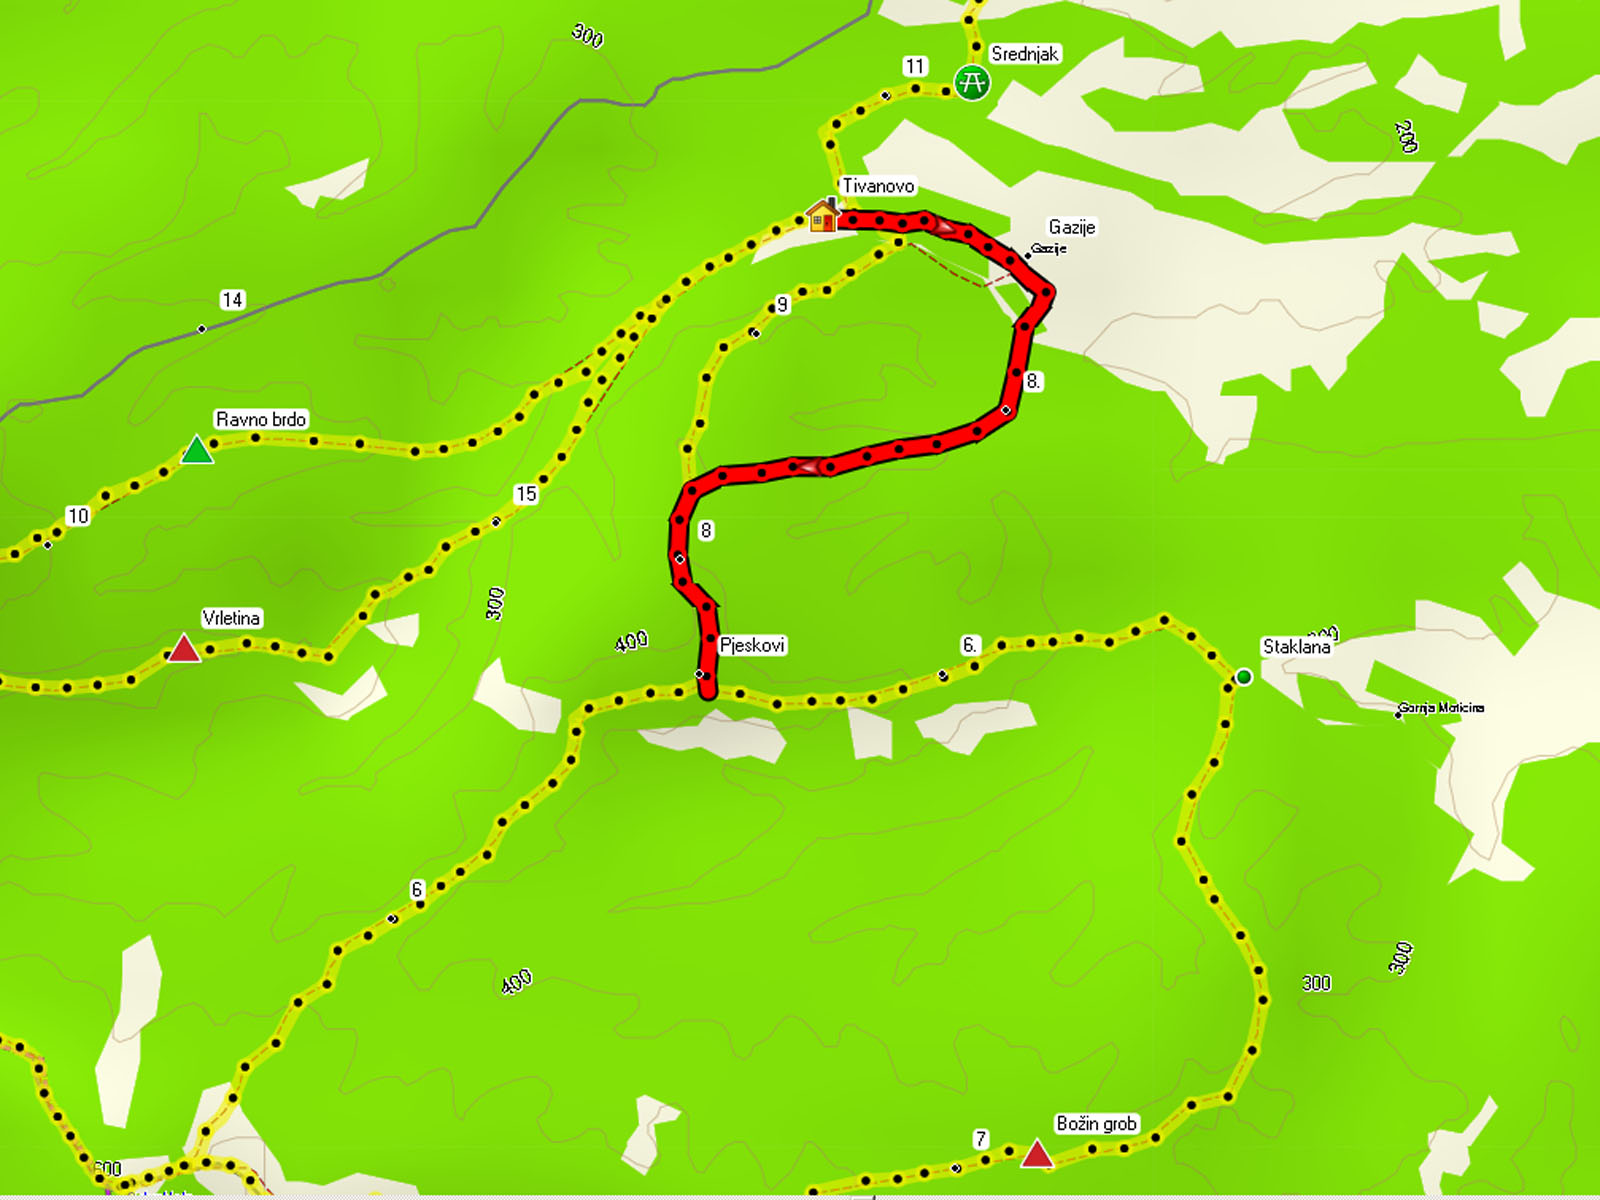 300
Srednjak
11
200
Tivanovo
Gazije
Gazije
14
9
8.
Ravno brdo
15
10
8
300
Vrletina
400
Pjeskovi
6.
Staklana
Gornja Moticina
6
400
300
300
Božin grob
7